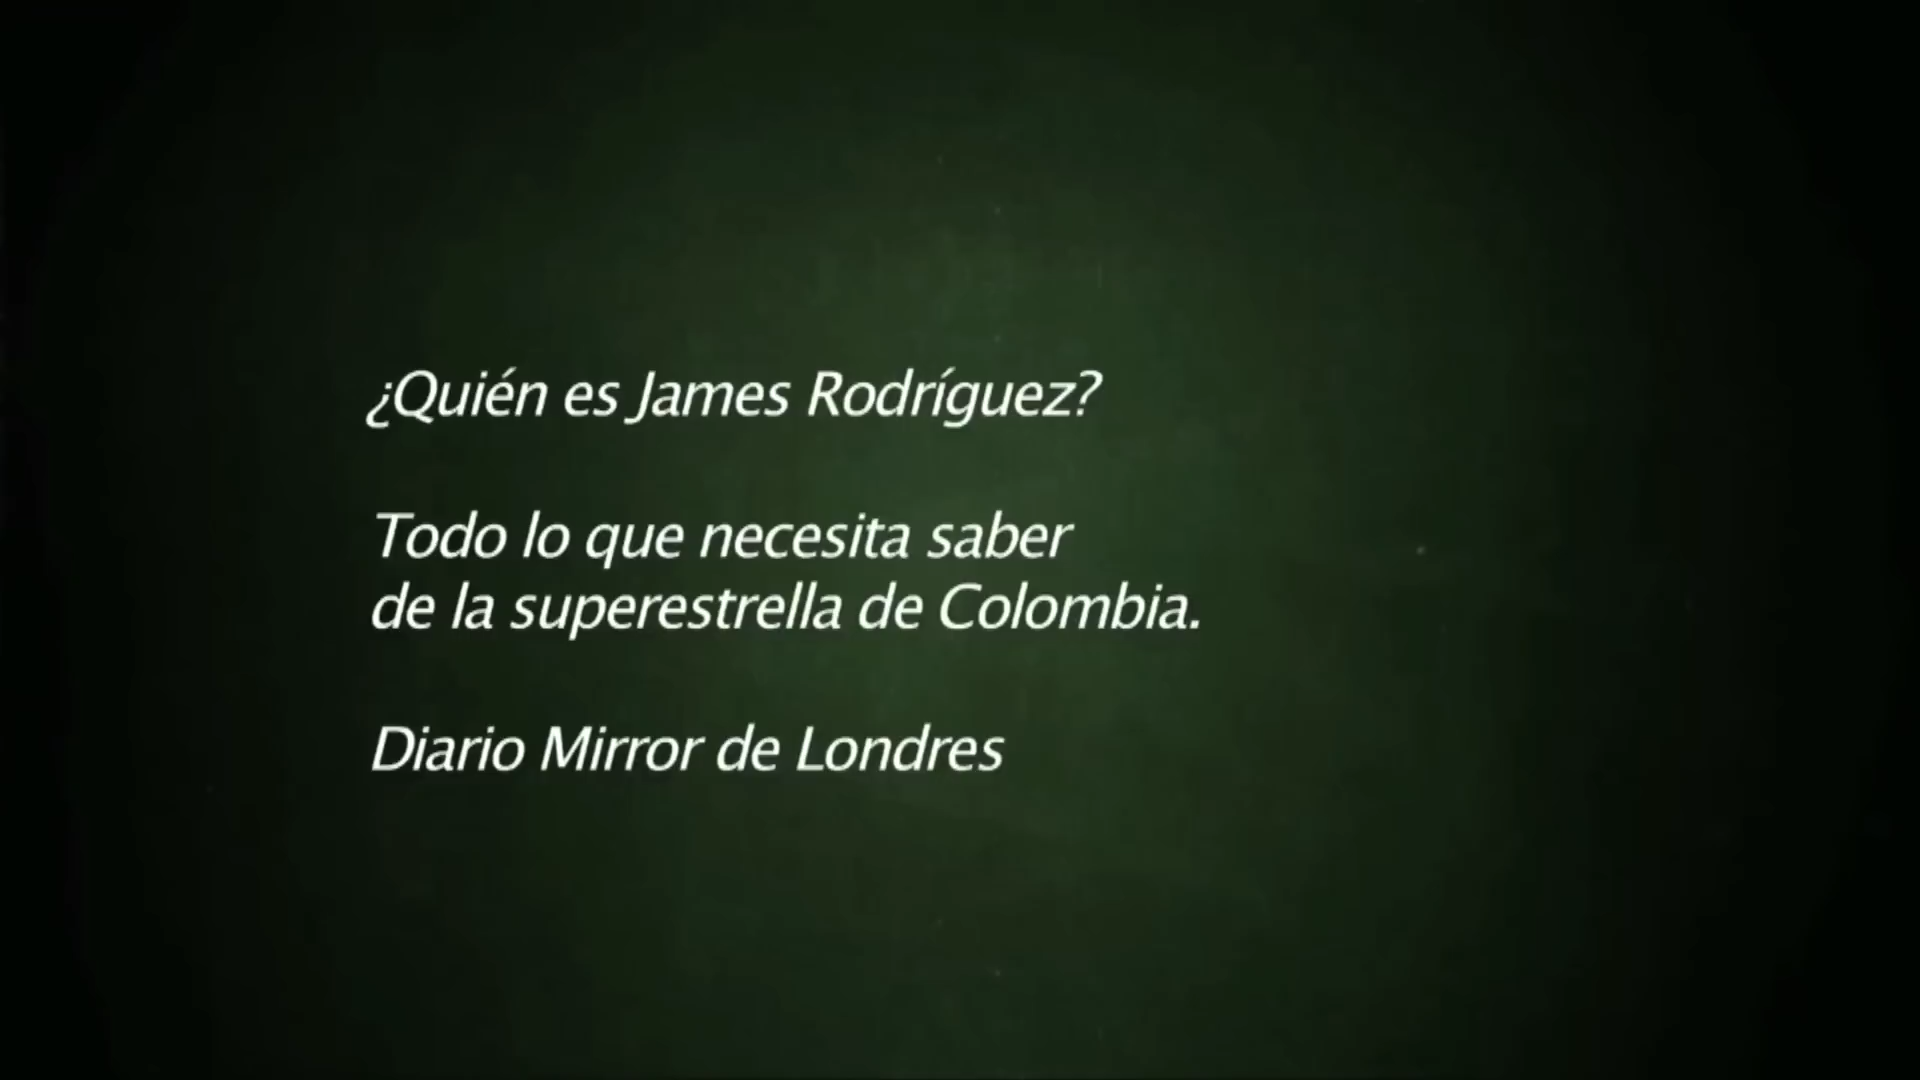 ¿Quién es James Rodríguez?
Todo lo que necesita saber
de la superestrella de Colombia.
Diario Mirror de Londres